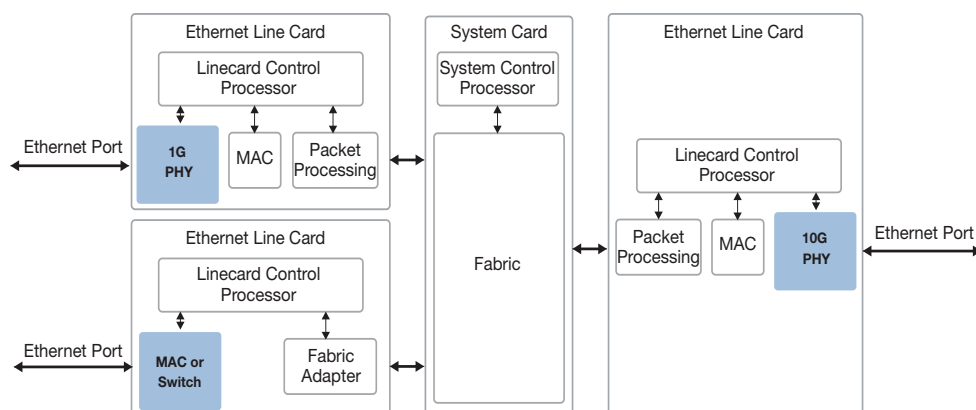 Ethernet Line Card
Linecard Control
Processor
Ethernet Port
1G
PHY
MAC
Packet
Processing
Ethernet Line Card
Linecard Control
Processor
Ethernet Port
MAC or
Switch
Fabric
Adapter
System Card
System Control
Processor
Fabric
Ethernet Line Card
Linecard Control
Processor
Packet
Processing
MAC
10G
PHY
Ethernet Port